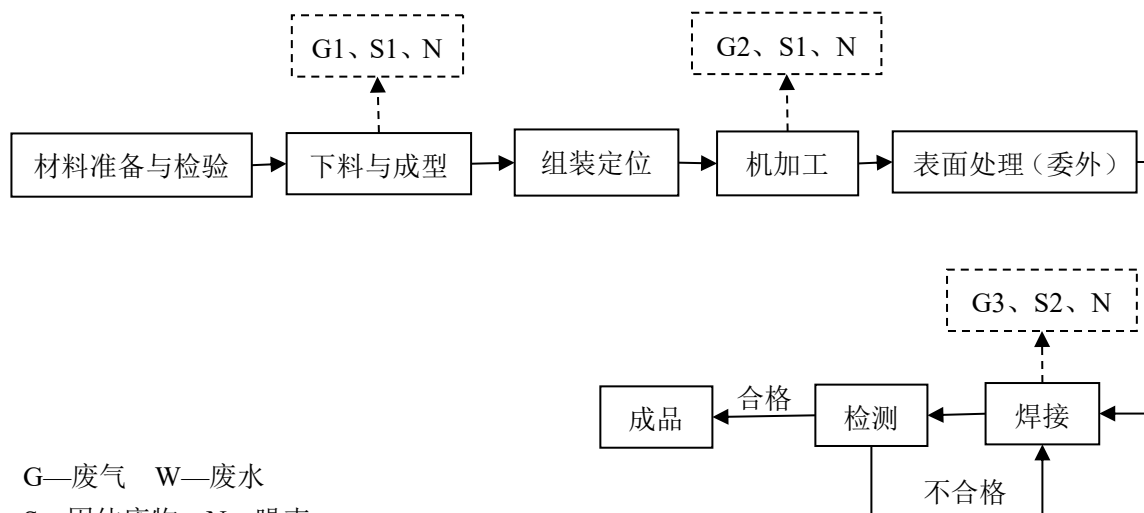 G1、S1、N
G2、S1、N
材料准备与检验
下料与成型
组装定位
机加工
表面处理（委外）
G3、S2、N
成品
合格
检测
焊接
不合格
G—废气 W—废水